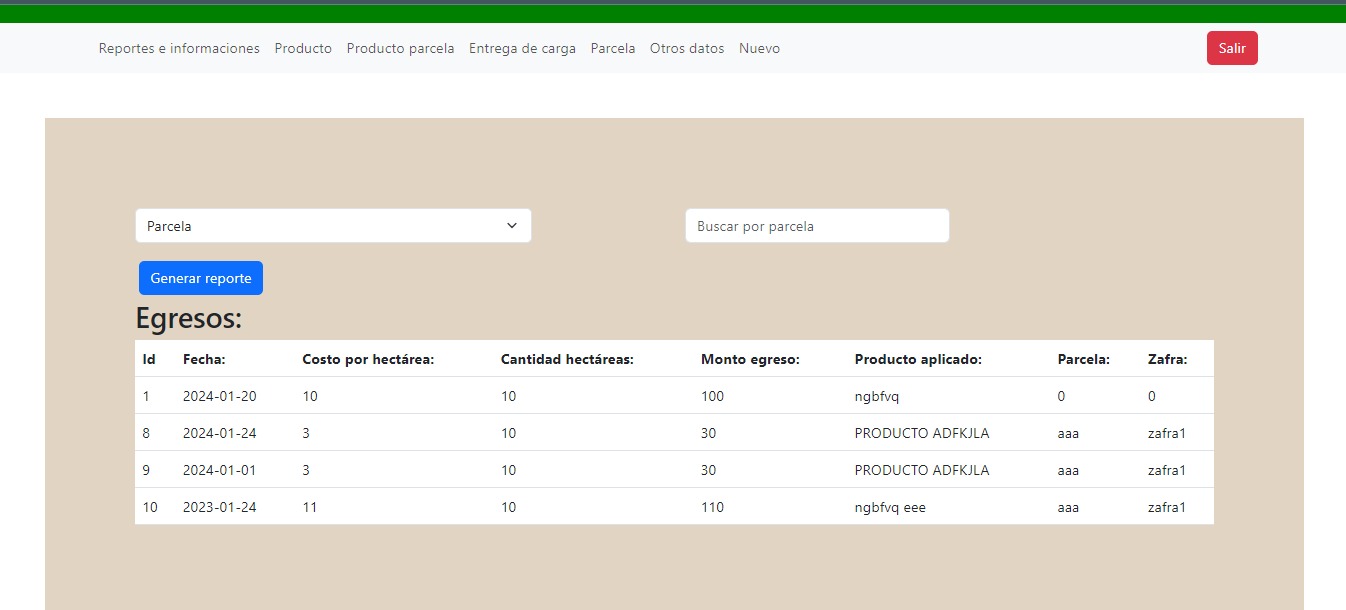 Reportes e informaciones Producto Producto parcela Entrega de carga Parcela Otros datos Nuevo Salir
Parcela Buscar por parcela
Generar reporte
Egresos:
Id Fecha: Costo por hectárea: Cantidad hectáreas: Monto egreso: Producto aplicado: Parcela: Zafra:
1 2024-01-20 10 10 100 ngbfvq 0 0
8 2024-01-24 3 10 30 PRODUCTO ADFKJLA aaa zafra1
9 2024-01-01 3 10 30 PRODUCTO ADFKJLA aaa zafra1
10 2023-01-24 11 10 110 ngbfvq eee aaa zafra1